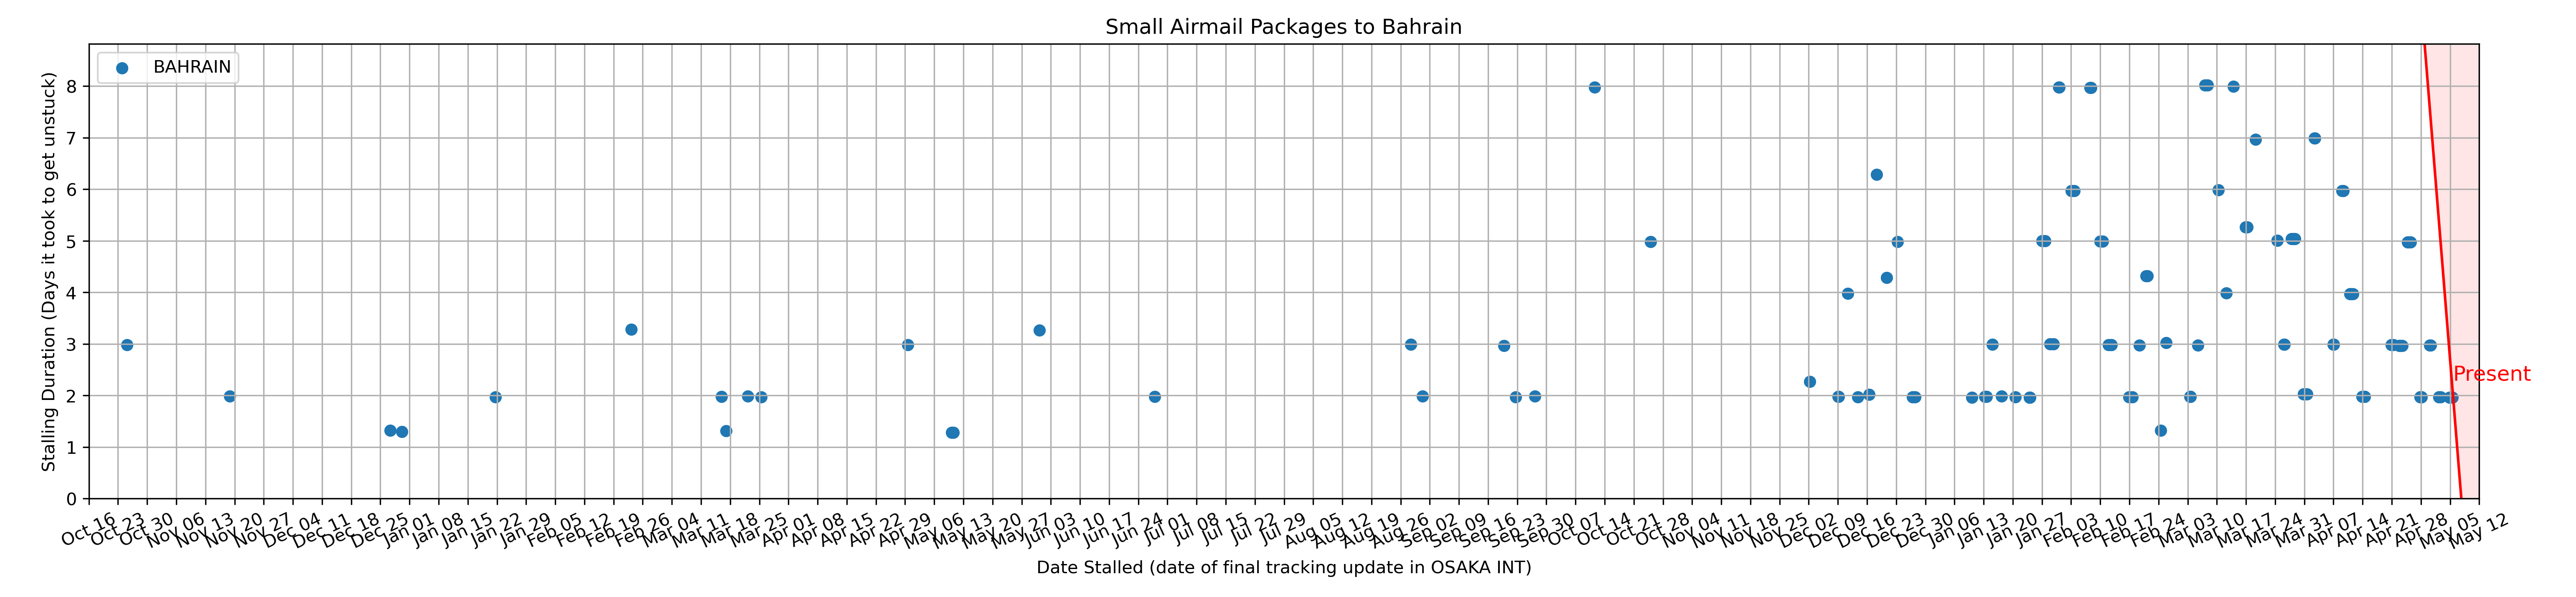 Small Airmail Packages to Bahrain
BAHRAIN
Stalling Duration (Days it took to get unstuck)
8
7
6
5
4
3
2
1
0
Present
Oct 16
Oct 23
Oct 30
Nov 06
Nov 13
Nov 20
Nov 27
Dec 04
Dec 11
Dec 18
Dec 25
Jan 01
Jan 08
Jan 15
Jan 22
Jan 29
Feb 05
Feb 12
Feb 19
Feb 26
Mar 04
Mar 11
Mar 18
Mar 25
Apr 01
Apr 08
Apr 15
Apr 22
Apr 29
May 06
May 13
May 20
May 27
Jun 03
Jun 10
Jun 17
Jun 24
Jul 01
Jul 08
Jul 15
Jul 22
Jul 29
Aug 05
Aug 12
Aug 19
Aug 26
Sep 02
Sep 09
Sep 16
Sep 23
Sep 30
Oct 07
Oct 14
Oct 21
Oct 28
Nov 04
Nov 11
Nov 18
Nov 25
Dec 02
Dec 09
Dec 16
Dec 23
Dec 30
Jan 06
Jan 13
Jan 20
Jan 27
Feb 03
Feb 10
Feb 17
Feb 24
Mar 03
Mar 10
Mar 17
Mar 24
Mar 31
Apr 07
Apr 14
Apr 21
Apr 28
May 05
May 12
Date Stalled (date of final tracking update in OSAKA INT)